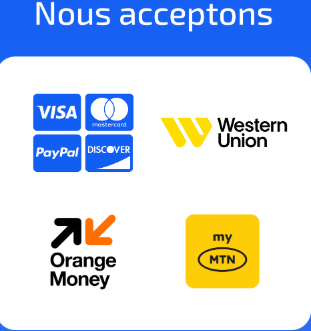 Nous acceptons
VISA
mastercard
PayPal
DISCOVER
Western
Union
Orange
Money
my
MTN